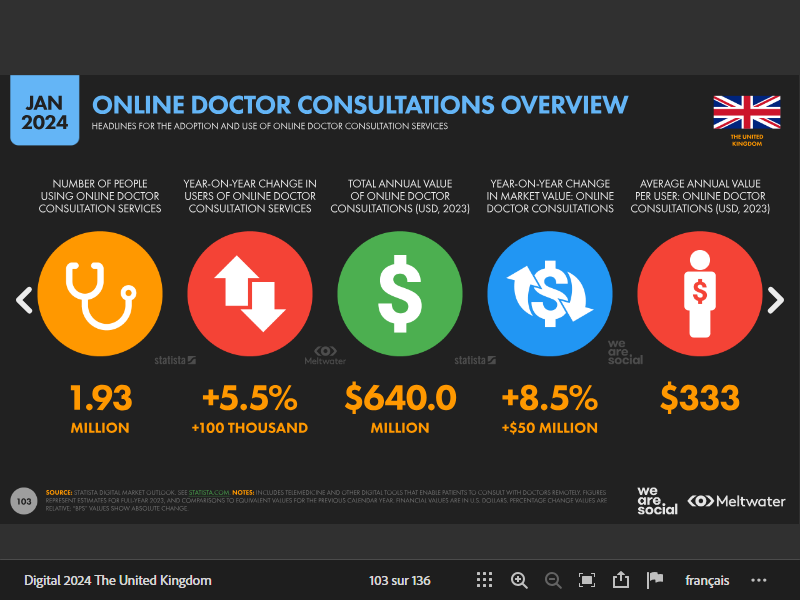 JAN
2024
ONLINE DOCTOR CONSULTATIONS OVERVIEW
HEADLINES FOR THE ADOPTION AND USE OF ONLINE DOCTOR CONSULTATION SERVICES
THE UNITED
KINGDOM
NUMBER OF PEOPLE
USING ONLINE DOCTOR
CONSULTATION SERVICES
YEAR-ON-YEAR CHANGE IN
USERS OF ONLINE DOCTOR
CONSULTATION SERVICES
TOTAL ANNUAL VALUE
OF ONLINE DOCTOR
CONSULTATIONS (USD, 2023)
YEAR-ON-YEAR CHANGE
IN MARKET VALUE: ONLINE
DOCTOR CONSULTATIONS
AVERAGE ANNUAL VALUE
PER USER: ONLINE DOCTOR
CONSULTATIONS (USD, 2023)
$
$
$
statista
Meltwater
statista
we
are.
social
1.93
MILLION
+5.5%
+100 THOUSAND
$640.0
MILLION
+8.5%
+$50 MILLION
$333
103
SOURCE: STATISTA DIGITAL MARKET OUTLOOK. SEE STATISTA.COM. NOTES: INCLUDES TELEMEDICINE AND OTHER DIGITAL TOOLS THAT ENABLE PATIENTS TO CONSULT WITH DOCTORS REMOTELY. FIGURES
REPRESENT ESTIMATES FOR FULL-YEAR 2023, AND COMPARISONS TO EQUIVALENT VALUES FOR THE PREVIOUS CALENDAR YEAR. FINANCIAL VALUES ARE IN U.S. DOLLARS. PERCENTAGE CHANGE VALUES ARE
RELATIVE; "BPS" VALUES SHOW ABSOLUTE CHANGE.
we
are.
social
Meltwater
Digital 2024 The United Kingdom
103 sur 136
français